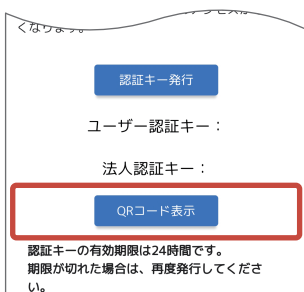 くなります。
認証キー発行
ユーザー認証キー：
法人認証キー：
QRコード表示
認証キーの有効期限は24時間です。
期限が切れた場合は、再度発行してくださ
い。